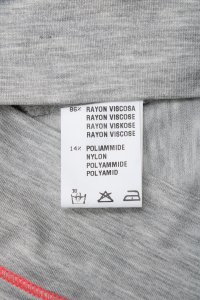 86% RAYON VISCOSA
RAYON VISCOSE
RAYON VISKOSE
RAYON VISCOSE
14% POLIAMMIDE
NYLON
POLYAMMIDE
POLYAMID
30